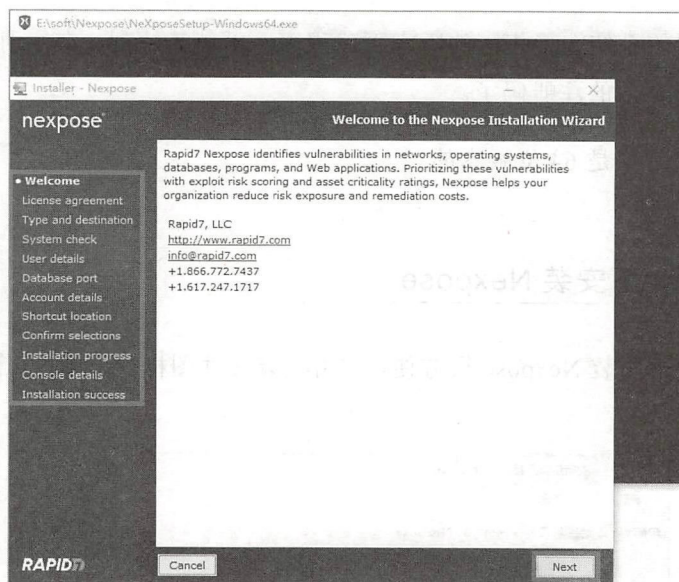 E:\soft\Nexpose\NeXposeSetup-Windows64.exe
Installer - Nexpose
nexpose®
Welcome to the Nexpose Installation Wizard
• Welcome
License agreement
Type and destination
System check
User details
Database port
Account details
Shortcut location
Confirm selections
Installation progress
Console details
Installation success
Rapid7 Nexpose identifies vulnerabilities in networks, operating systems,
databases, programs, and Web applications. Prioritizing these vulnerabilities
with exploit risk scoring and asset criticality ratings, Nexpose helps your
organization reduce risk exposure and remediation costs.
Rapid7, LLC
http://www.rapid7.com
info@rapid7.com
+1.866.772.7437
+1.617.247.1717
RAPID7
Cancel
Next